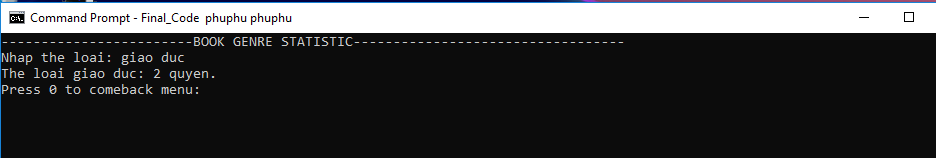 Command Prompt - Final_Code phuphu phuphu
------------------------BOOK GENRE STATISTIC----------------------------------
Nhap the loai: giao duc
The loai giao duc: 2 quyen.
Press 0 to comeback menu: